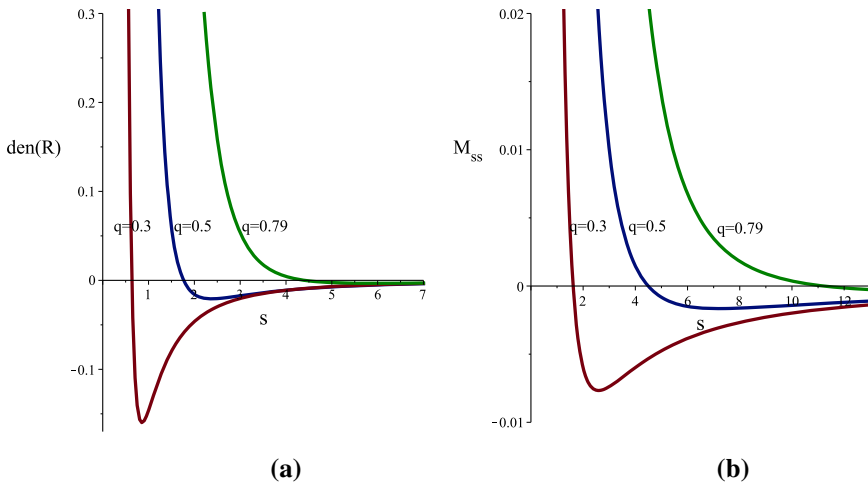 0.3
0.2
den(R)
0.1
q=0.3
q=0.5
q=0.79
0
1
2
3
4
5
6
7
s
−0.1
(a)
0.02
0.01
M_ss
q=0.3
q=0.5
q=0.79
0
2
4
6
8
10
12
s
−0.01
(b)